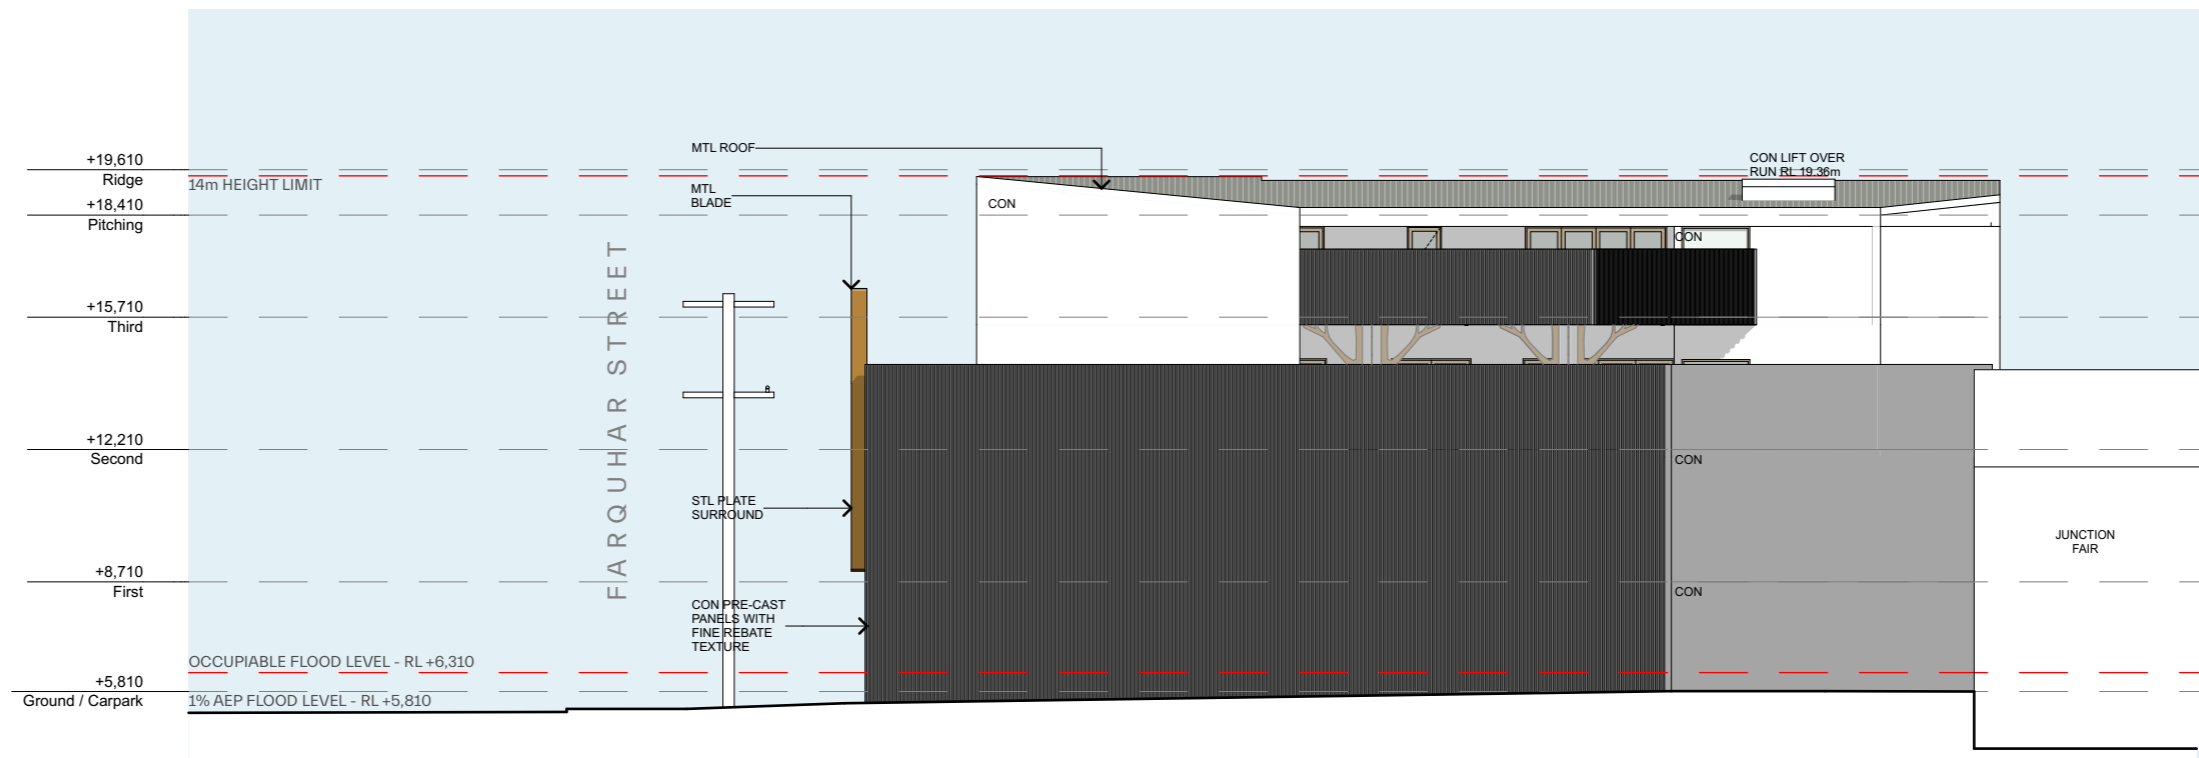 +19,610
Ridge
14m HEIGHT LIMIT
+18,410
Pitching
+15,710
Third
+12,210
Second
+8,710
First
OCCUPIABLE FLOOD LEVEL - RL +6,310
+5,810
Ground / Carpark
1% AEP FLOOD LEVEL - RL +5,810
FARQUHAR STREET
MTL ROOF
MTL
BLADE
STL PLATE
SURROUND
CON PRE-CAST
PANELS WITH
FINE REBATE
TEXTURE
CON
CON LIFT OVER
RUN RL 19.36m
CON
CON
CON
JUNCTION
FAIR